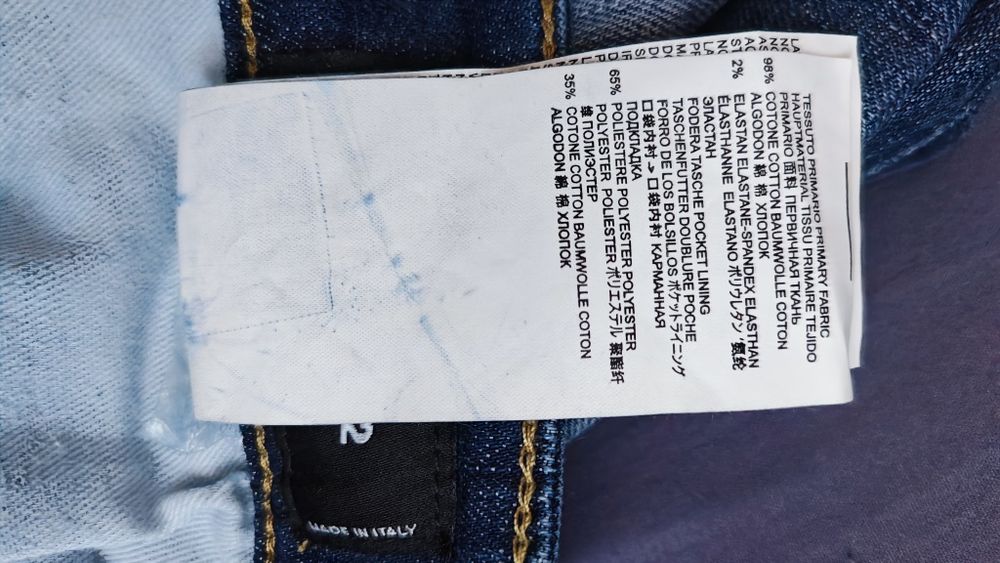 TESSUTO PRIMARIO PRIMARY FABRIC
HAUPTMATERIAL TISSU PRIMAIRE TEJIDO
PRIMARIO 面料 ПЕРВИЧНАЯ ТКАНЬ
98% COTONE COTTON BAUMWOLLE COTON
ALGODON 綿 棉 ХЛОПОК
2% ELASTAN ELASTANE-SPANDEX ELASTHAN
ÉLASTHANNE ELASTANO ポリウレタン 氨纶
ЭЛАСТАН
FODERA TASCHE POCKET LINING
TASCHENFUTTER DOUBLURE POCHE
FORRO DE LOS BOLSILLOS ポケットライニング
口袋内衬 -> 口袋内衬 КАРМАННАЯ
ПОДКЛАДКА
65% POLIESTERE POLYESTER POLYESTER
POLYESTER POLIESTER ポリエステル 聚酯纤
维 ПОЛИЭСТЕР
35% COTONE COTTON BAUMWOLLE COTON
ALGODON 綿 棉 ХЛОПОК
2
MADE IN ITALY